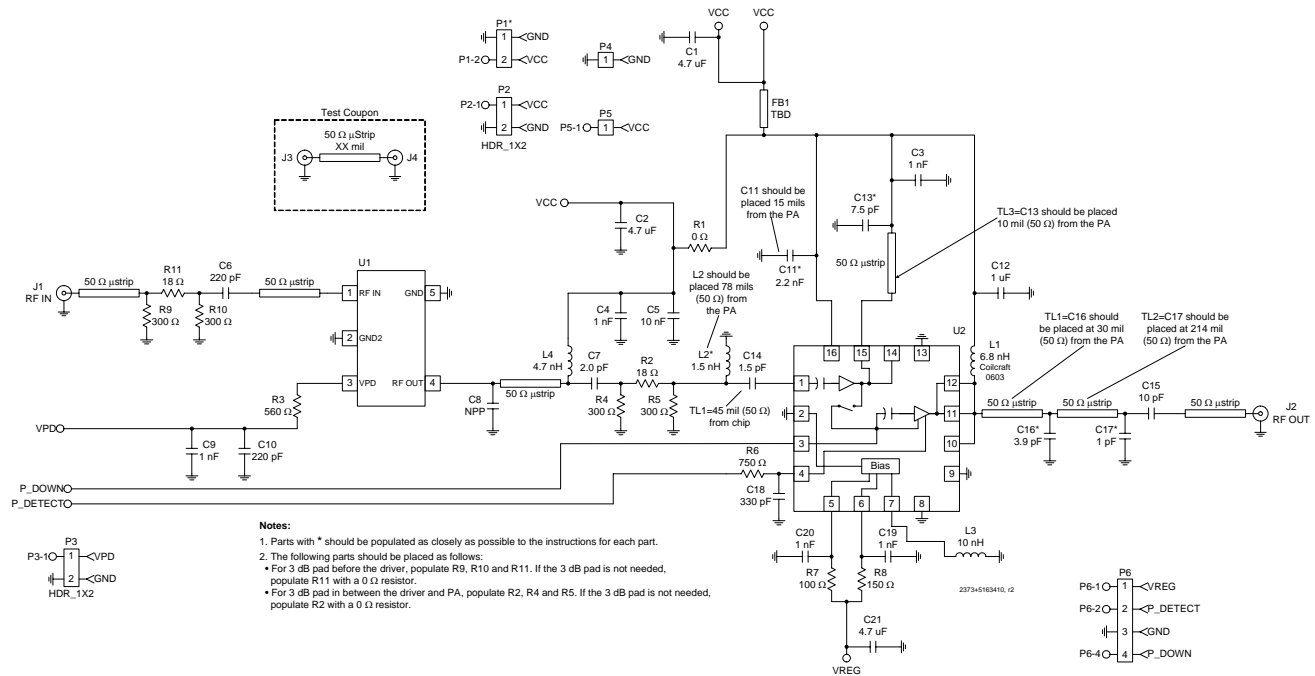 VCC
VCC
P1*
1
GND
P1-2
2
VCC
P4
1
GND
C1
4.7 uF
P2
P2-1
1
VCC
2
GND
HDR_1X2
P5
P5-1
1
VCC
FB1
TBD
Test Coupon
50 Ω µStrip
XX mil
J3
J4
C3
1 nF
C11 should be
placed 15 mils
from the PA
C13*
7.5 pF
TL3=C13 should be placed
10 mil (50 Ω) from the PA
VCC
C2
4.7 uF
R1
0 Ω
C11*
2.2 nF
50 Ω µstrip
C12
1 uF
L2 should be
placed 78 mils
(50 Ω) from
the PA
J1
RF IN
50 Ω µstrip
R11
18 Ω
C6
220 pF
50 Ω µstrip
R9
300 Ω
R10
300 Ω
U1
1
RF IN
GND
5
2
GND2
3
VPD
RF OUT
4
C4
1 nF
C5
10 nF
L4
4.7 nH
C7
2.0 pF
R2
18 Ω
L2*
1.5 nH
C14
1.5 pF
C8
NPP
50 Ω µstrip
R4
300 Ω
R5
300 Ω
TL1=45 mil (50 Ω)
from chip
U2
16
15
14
13
1
2
3
4
12
11
10
9
5
6
7
8
Bias
L1
6.8 nH
Coilcraft
0603
TL1=C16 should
be placed at 30 mil
(50 Ω) from the PA
TL2=C17 should be
placed at 214 mil
(50 Ω) from the PA
50 Ω µstrip
50 Ω µstrip
C15
10 pF
50 Ω µstrip
J2
RF OUT
C16*
3.9 pF
C17*
1 pF
R3
560 Ω
VPD
C9
1 nF
C10
220 pF
R6
750 Ω
C18
330 pF
P_DOWN
P_DETECT
P3
P3-1
1
VPD
2
GND
HDR_1X2
Notes:
1. Parts with * should be populated as closely as possible to the instructions for each part.
2. The following parts should be placed as follows:
• For 3 dB pad before the driver, populate R9, R10 and R11. If the 3 dB pad is not needed,
populate R11 with a 0 Ω resistor.
• For 3 dB pad in between the driver and PA, populate R2, R4 and R5. If the 3 dB pad is not needed,
populate R2 with a 0 Ω resistor.
C20
1 nF
C19
1 nF
L3
10 nH
R7
100 Ω
R8
150 Ω
C21
4.7 uF
VREG
2373+5163410, r2
P6
P6-1
1
VREG
P6-2
2
P_DETECT
3
GND
P6-4
4
P_DOWN